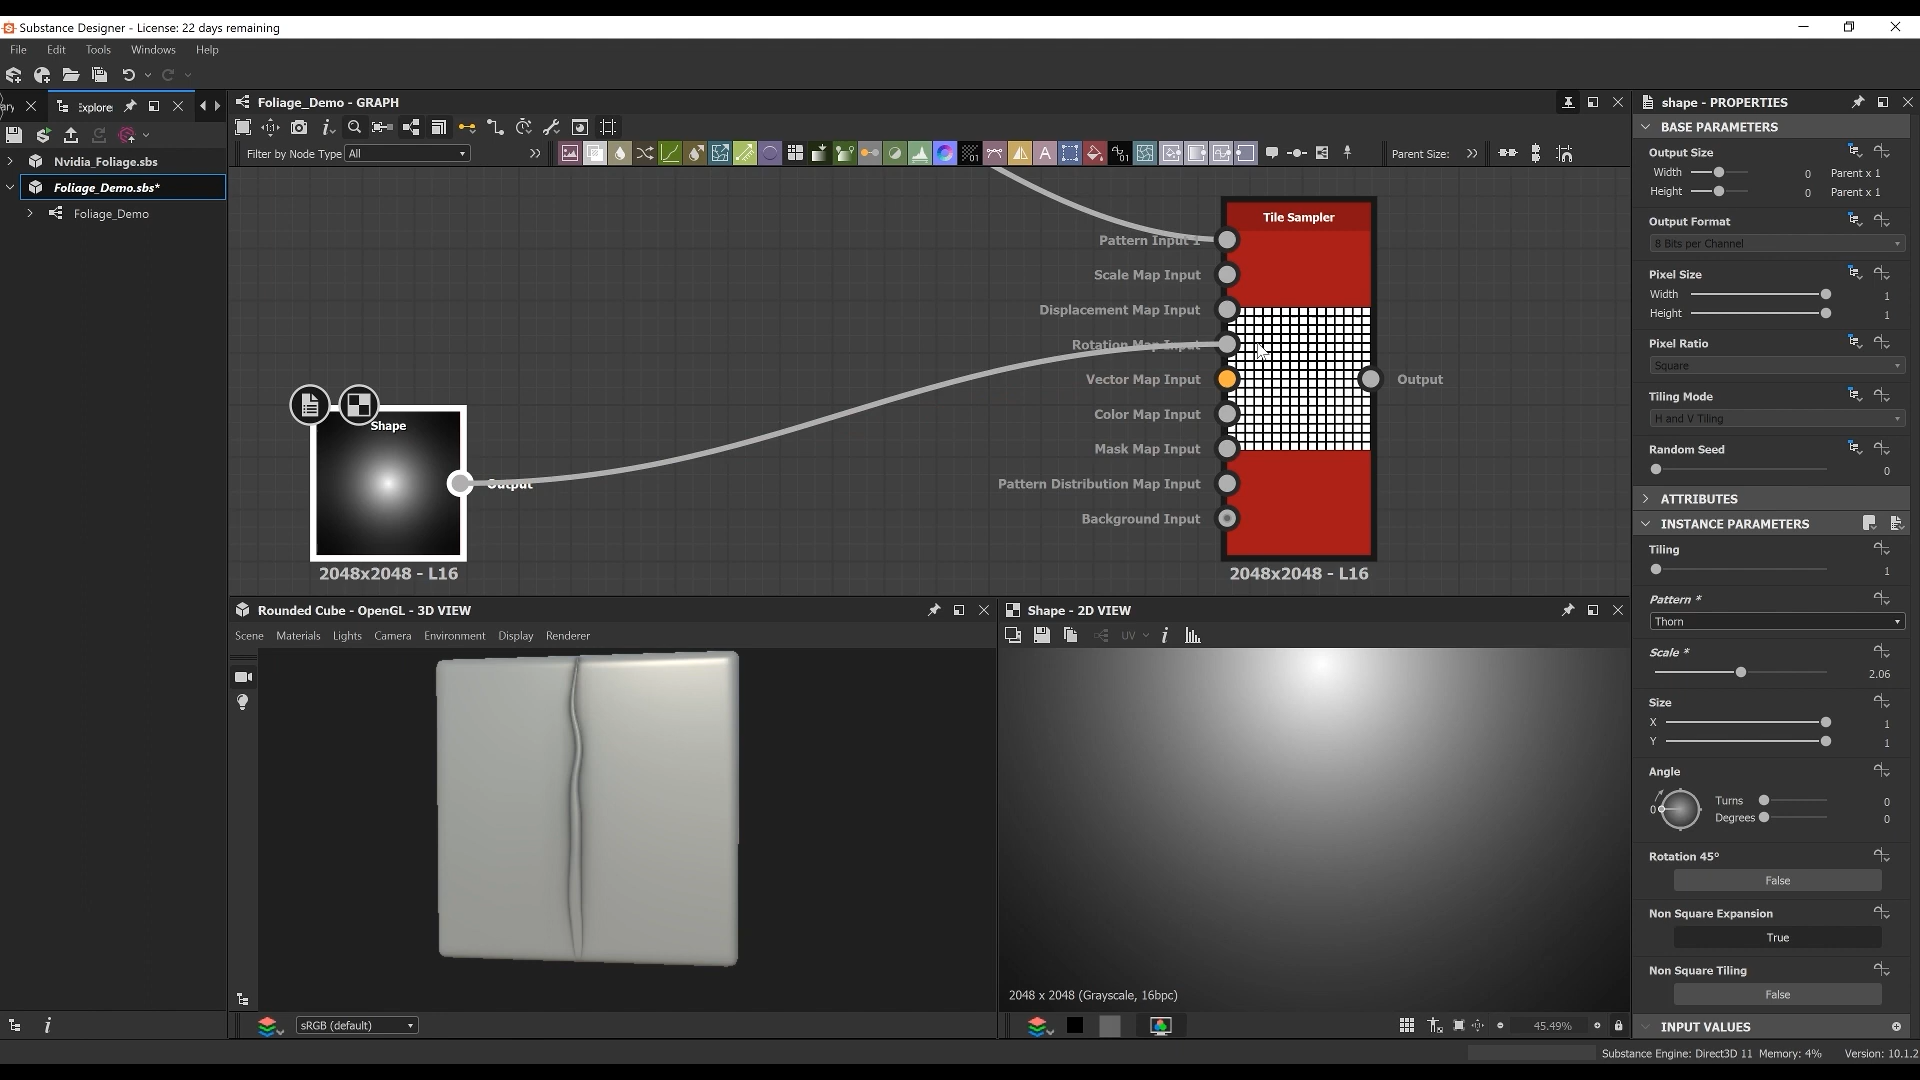 Substance Designer - License: 22 days remaining
File Edit Tools Windows Help
ary Explorer
Foliage_Demo - GRAPH
shape - PROPERTIES
Filter by Node Type All
Parent Size:
Nvidia_Foliage.sbs
Foliage_Demo.sbs*
Foliage_Demo
Tile Sampler
Pattern Input 1
Scale Map Input
Displacement Map Input
Rotation Map Input
Vector Map Input
Color Map Input
Mask Map Input
Pattern Distribution Map Input
Background Input
Output
2048x2048 - L16
Shape
Output
2048x2048 - L16
Rounded Cube - OpenGL - 3D VIEW
Scene Materials Lights Camera Environment Display Renderer
sRGB (default)
Shape - 2D VIEW
UV
2048 x 2048 (Grayscale, 16bpc)
45.49%
BASE PARAMETERS
Output Size
Width 0 Parent x 1
Height 0 Parent x 1
Output Format
8 Bits per Channel
Pixel Size
Width 1
Height 1
Pixel Ratio
Square
Tiling Mode
H and V Tiling
Random Seed
0
ATTRIBUTES
INSTANCE PARAMETERS
Tiling
1
Pattern *
Thorn
Scale *
2.06
Size
X 1
Y 1
Angle
0 Turns 0
Degrees 0
Rotation 45°
False
Non Square Expansion
True
Non Square Tiling
False
INPUT VALUES
Substance Engine: Direct3D 11 Memory: 4% Version: 10.1.2